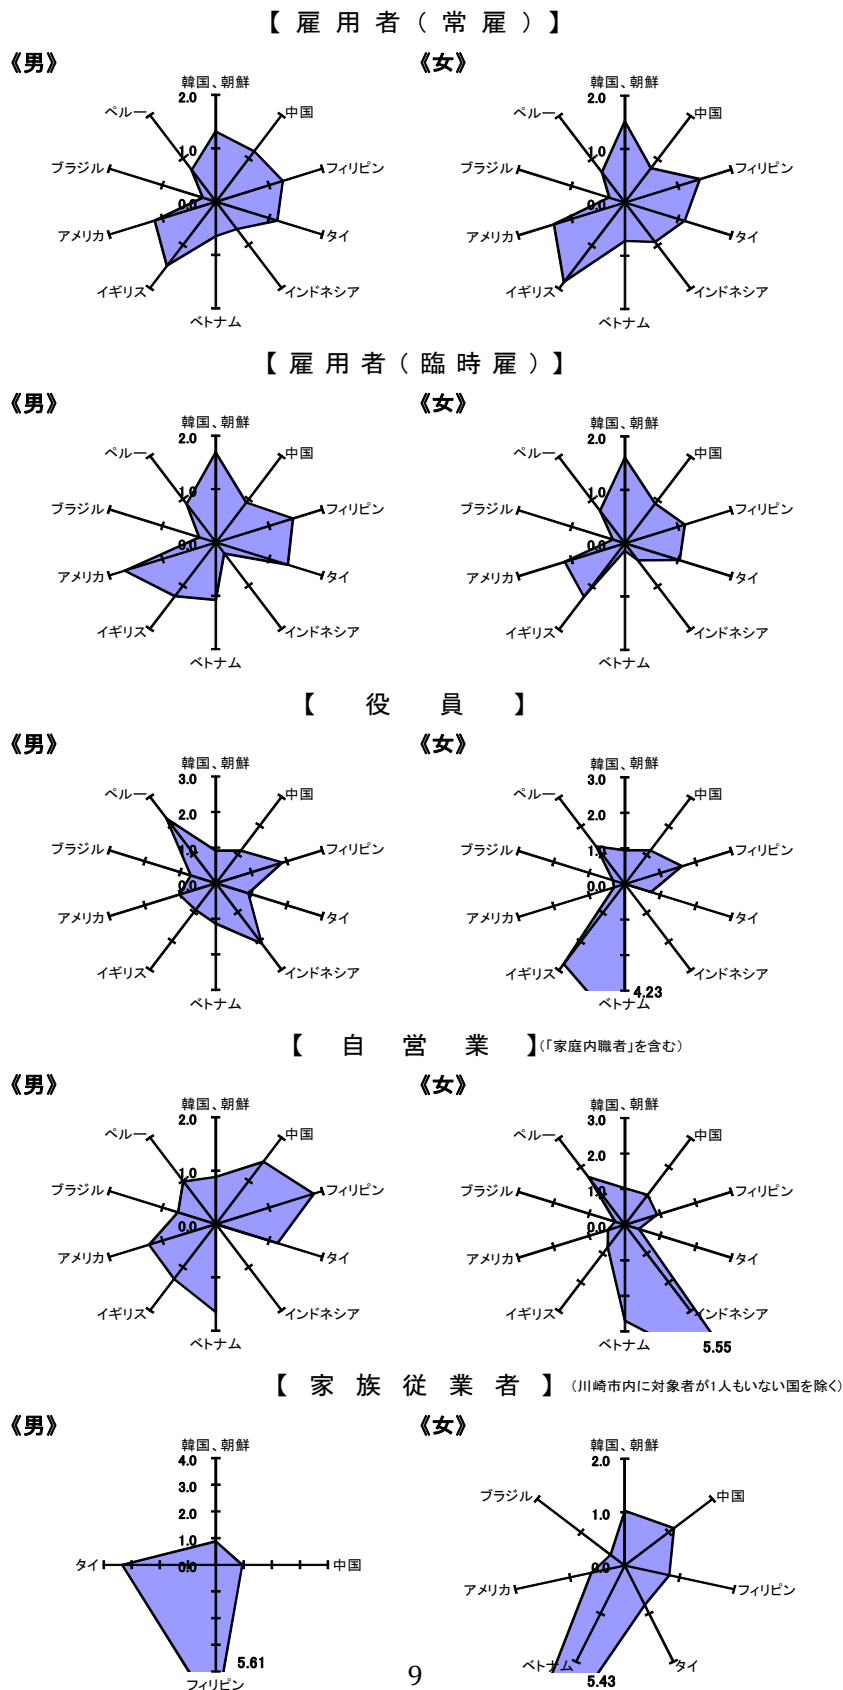 【雇用者(常雇)】
《男》
韓国、朝鮮
中国
フィリピン
タイ
インドネシア
ベトナム
イギリス
アメリカ
ブラジル
ペルー
2.0
1.0
0.0
《女》
韓国、朝鮮
中国
フィリピン
タイ
インドネシア
ベトナム
イギリス
アメリカ
ブラジル
ペルー
2.0
1.0
0.0
【雇用者(臨時雇)】
《男》
韓国、朝鮮
中国
フィリピン
タイ
インドネシア
ベトナム
イギリス
アメリカ
ブラジル
ペルー
2.0
1.0
0.0
《女》
韓国、朝鮮
中国
フィリピン
タイ
インドネシア
ベトナム
イギリス
アメリカ
ブラジル
ペルー
2.0
1.0
0.0
【役員】
《男》
韓国、朝鮮
中国
フィリピン
タイ
インドネシア
ベトナム
イギリス
アメリカ
ブラジル
ペルー
3.0
2.0
1.0
0.0
《女》
韓国、朝鮮
中国
フィリピン
タイ
インドネシア
ベトナム
イギリス
アメリカ
ブラジル
ペルー
3.0
2.0
1.0
0.0
4.23
【自営業】(「家庭内職者」を含む)
《男》
韓国、朝鮮
中国
フィリピン
タイ
インドネシア
ベトナム
イギリス
アメリカ
ブラジル
ペルー
2.0
1.0
0.0
《女》
韓国、朝鮮
中国
フィリピン
タイ
インドネシア
ベトナム
イギリス
アメリカ
ブラジル
ペルー
3.0
2.0
1.0
0.0
5.55
【家族従業者】(川崎市内に対象者が1人もいない国を除く)
《男》
韓国、朝鮮
中国
フィリピン
タイ
4.0
3.0
2.0
1.0
0.0
5.61
《女》
韓国、朝鮮
中国
フィリピン
タイ
ベトナム
アメリカ
ブラジル
2.0
1.0
0.0
5.43
9